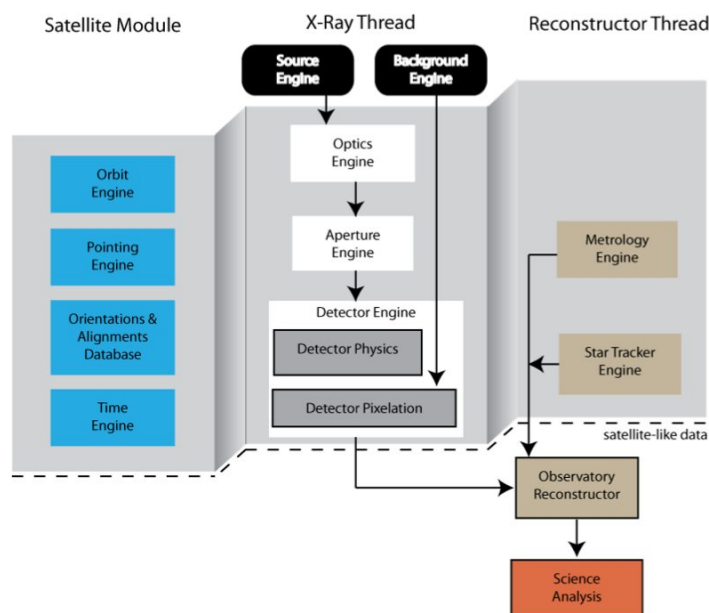 Satellite Module
X-Ray Thread
Reconstructor Thread
Source
Engine
Background
Engine
Optics
Engine
Aperture
Engine
Detector Engine
Detector Physics
Detector Pixelation
Orbit
Engine
Pointing
Engine
Orientations &
Alignments
Database
Time
Engine
Metrology
Engine
Star Tracker
Engine
satellite-like data
Observatory
Reconstructor
Science
Analysis